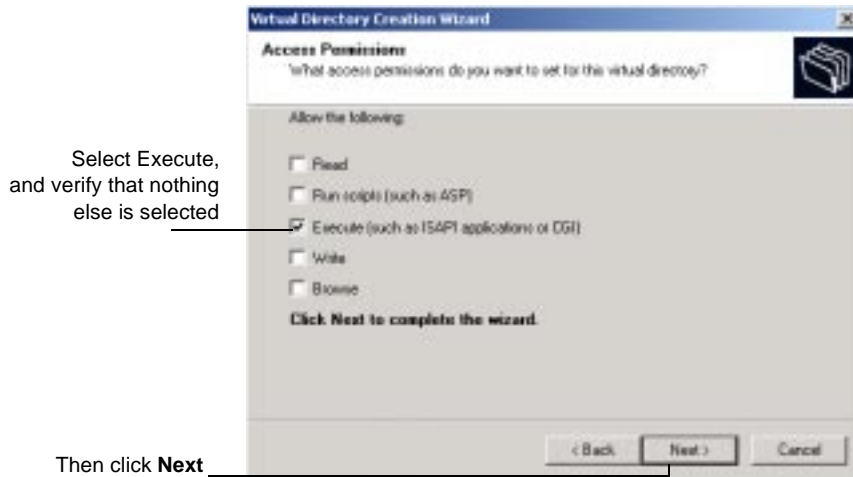 Virtual Directory Creation Wizard
Access Permissions
What access permissions do you want to set for this virtual directory?
Allow the following:
Select Execute,
and verify that nothing
else is selected
Read
Run scripts (such as ASP)
Execute (such as ISAPI applications or CGI)
Write
Browse
Click Next to complete the wizard.
< Back
Next >
Cancel
Then click Next